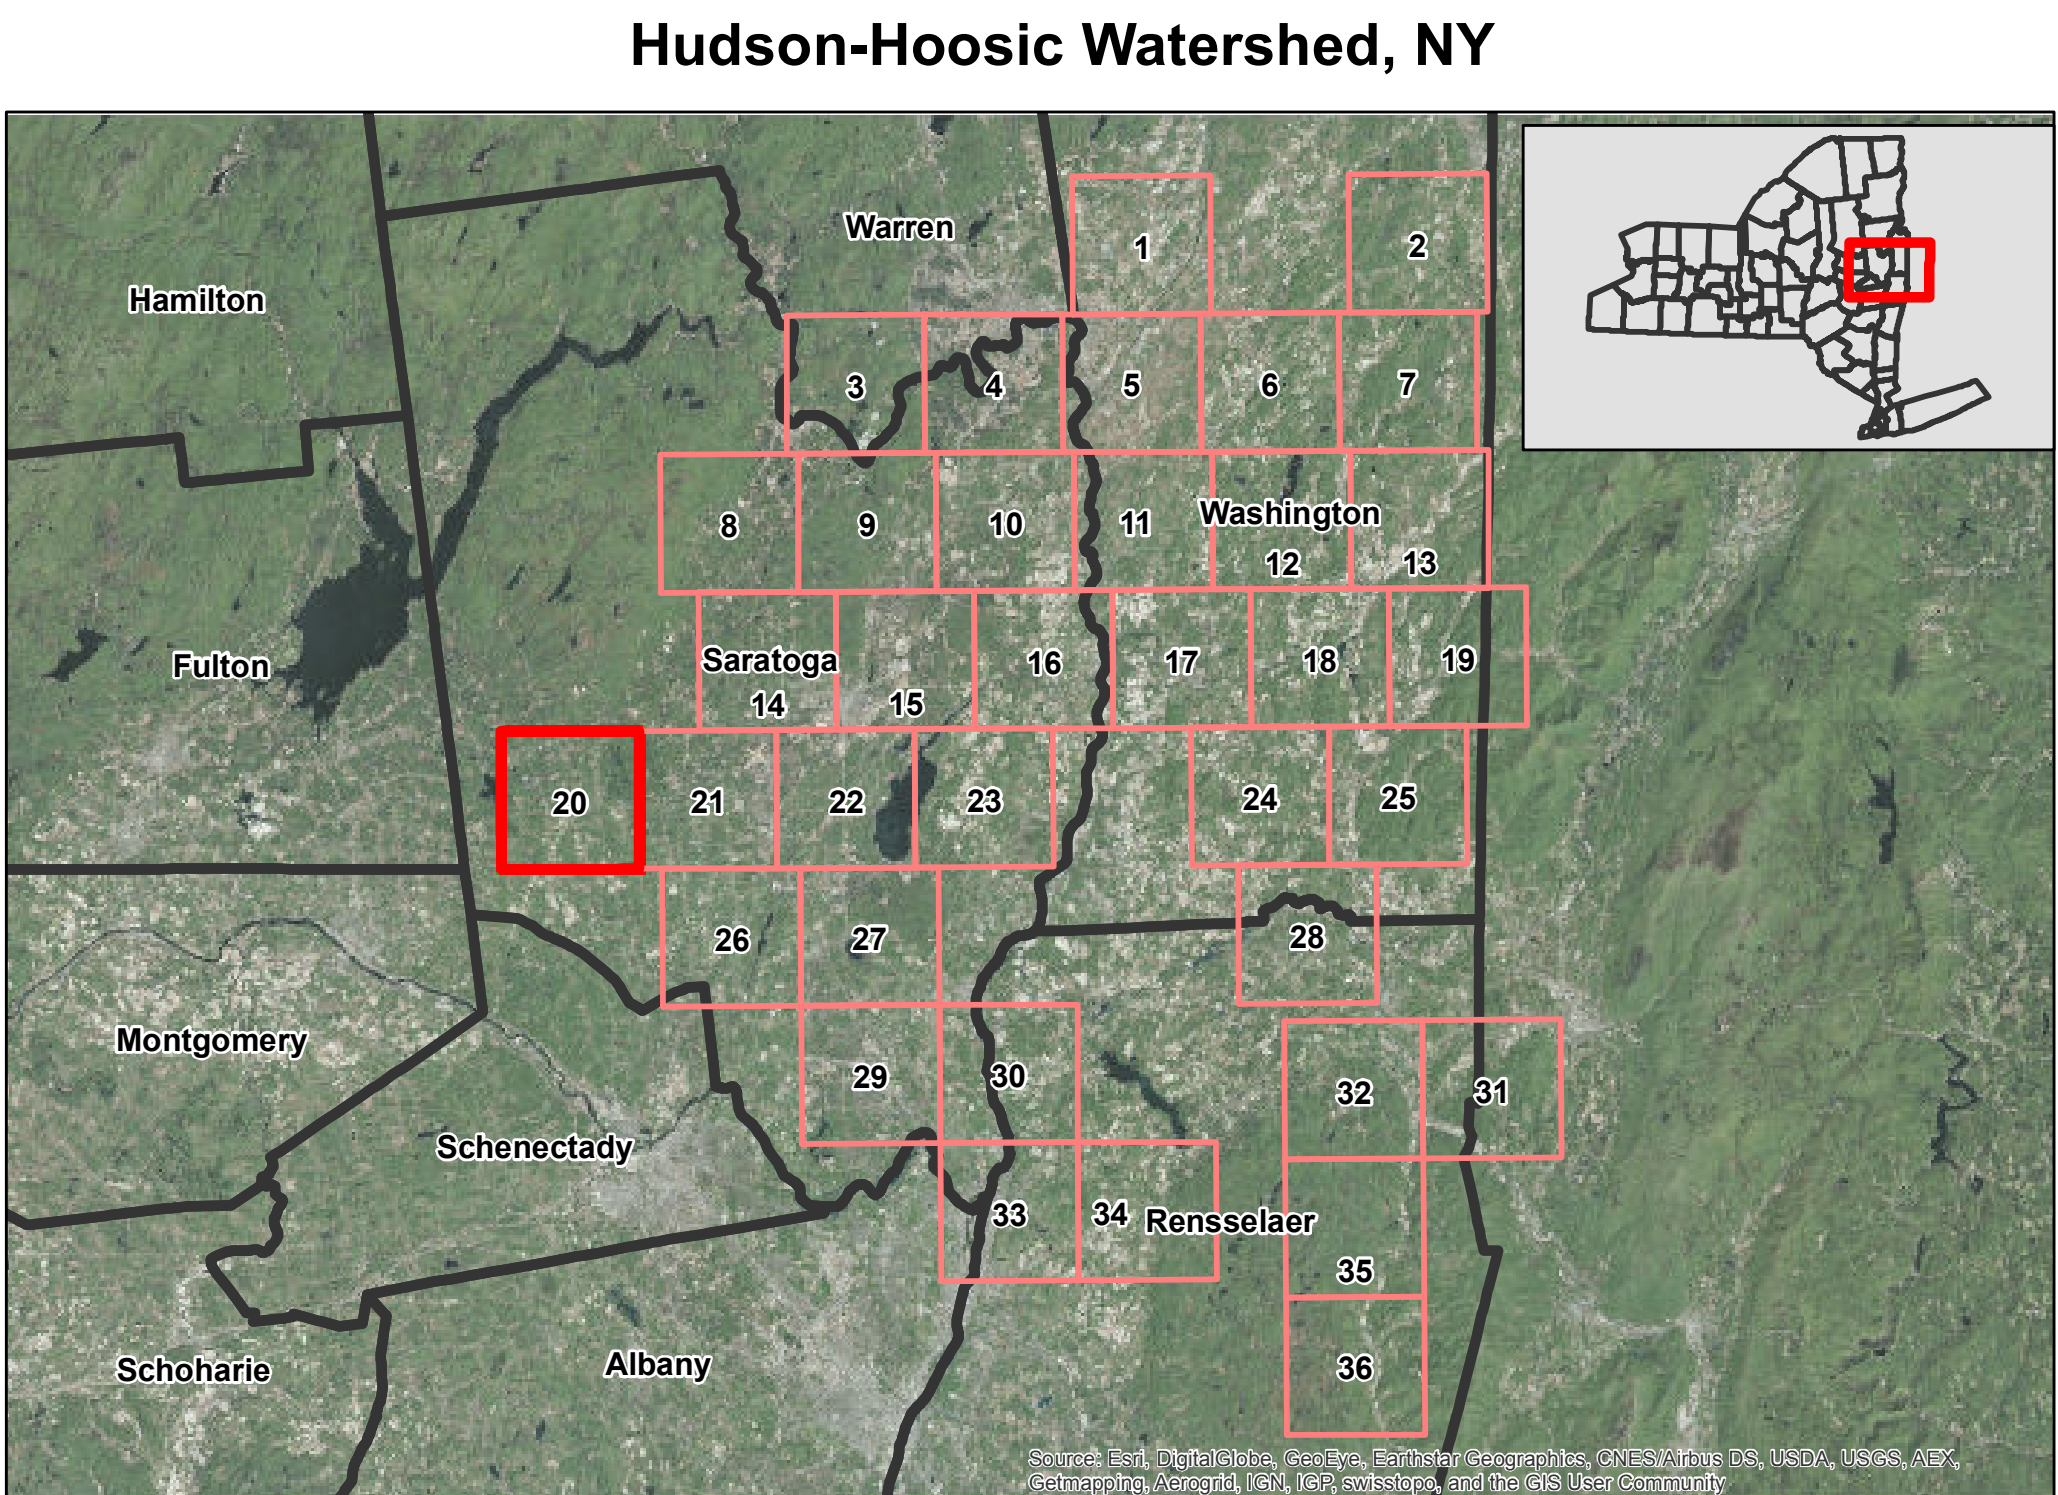 Hudson-Hoosic Watershed, NY
Warren
1
2
Hamilton
3
4
5
6
7
8
9
10
11
Washington
12
13
Fulton
Saratoga
14
15
16
17
18
19
20
21
22
23
24
25
26
27
28
Montgomery
29
30
32
31
Schenectady
33
34
Rensselaer
35
Schoharie
Albany
36
Source: Esri, DigitalGlobe, GeoEye, Earthstar Geographics, CNES/Airbus DS, USDA, USGS, AEX,
Getmapping, Aerogrid, IGN, IGP, swisstopo, and the GIS User Community